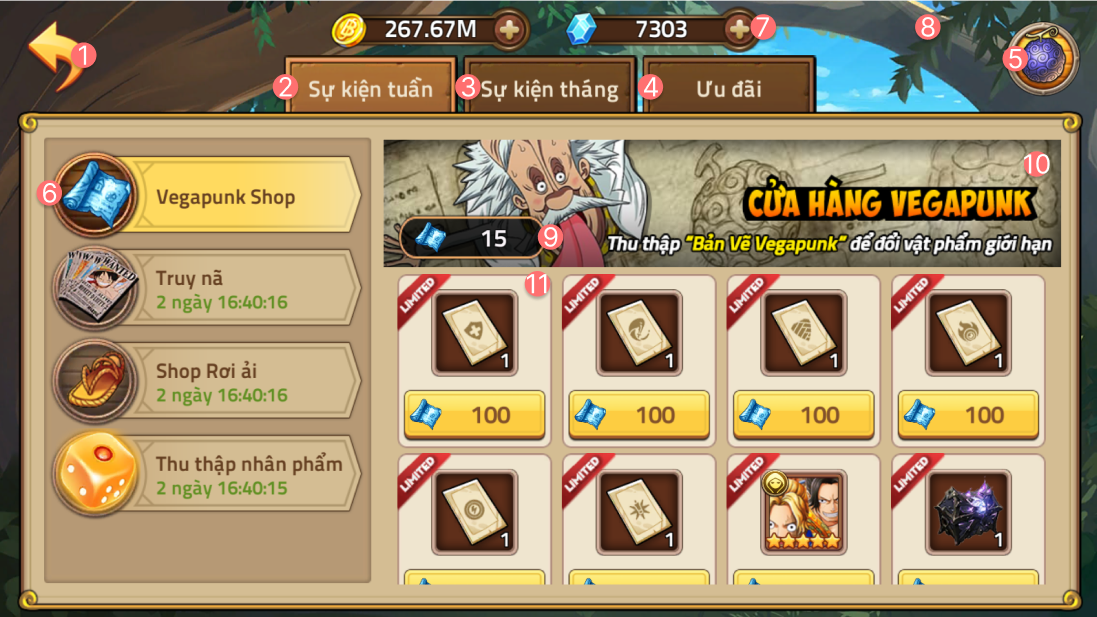 267.67M
7303
1
2
3
4
5
6
7
8
9
10
11
Sự kiện tuần
Sự kiện tháng
Ưu đãi
Vegapunk Shop
Truy nã
2 ngày 16:40:16
Shop Rơi ải
2 ngày 16:40:16
Thu thập nhân phẩm
2 ngày 16:40:15
CỬA HÀNG VEGAPUNK
Thu thập "Bản Vẽ Vegapunk" để đổi vật phẩm giới hạn
15
LIMITED
LIMITED
LIMITED
LIMITED
1
1
1
1
100
100
100
100
LIMITED
LIMITED
LIMITED
LIMITED
1
1
1